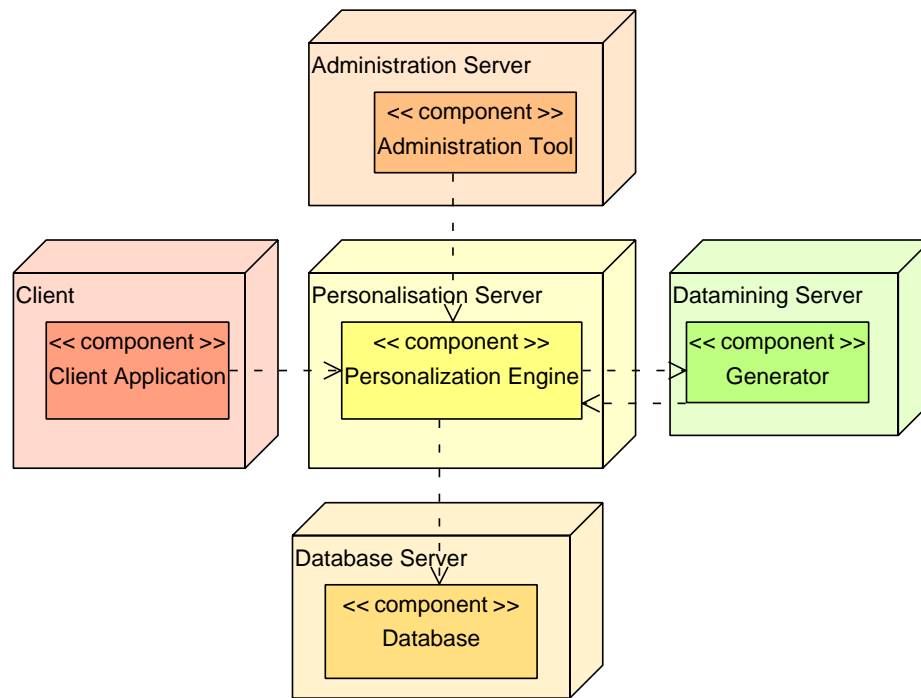 Administration Server
<< component >>
Administration Tool
Client
<< component >>
Client Application
Personalisation Server
<< component >>
Personalization Engine
Datamining Server
<< component >>
Generator
Database Server
<< component >>
Database